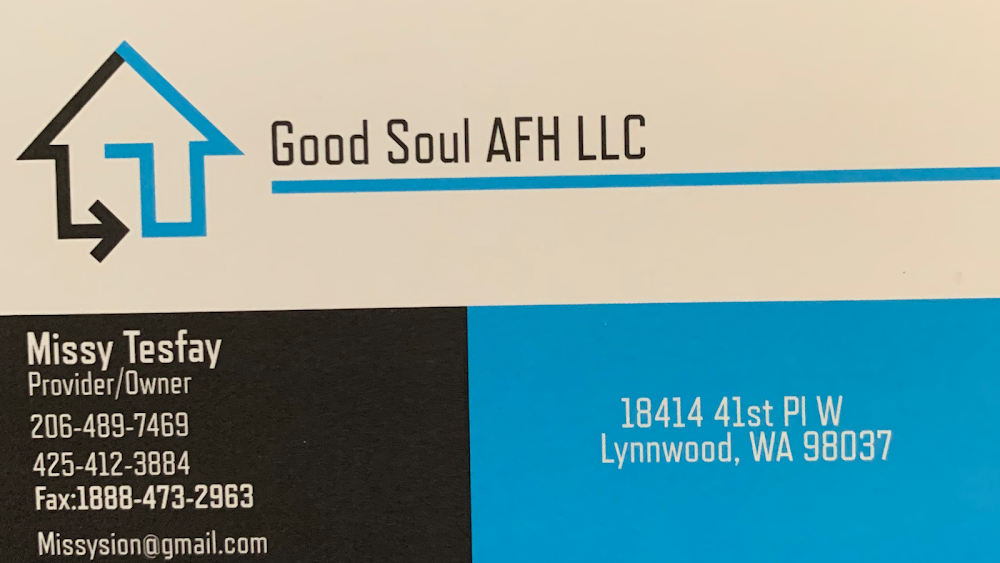 Good Soul AFH LLC
Missy Tesfay
Provider/Owner
206-489-7469
425-412-3884
Fax:1888-473-2963
Missysion@gmail.com
18414 41st Pl W
Lynnwood, WA 98037